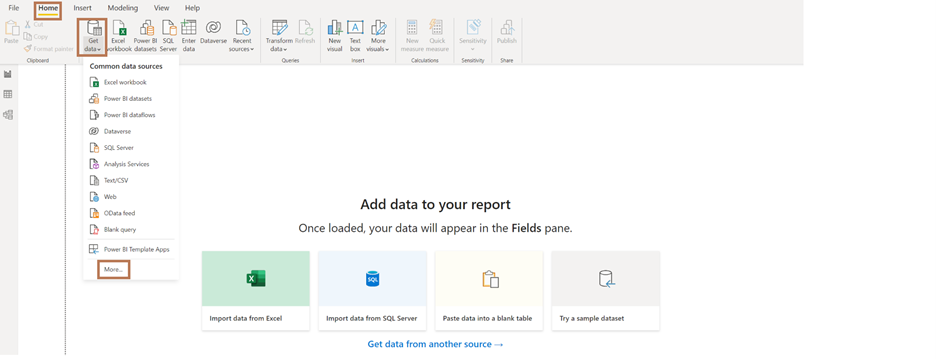 File Home Insert Modeling View Help
Paste
Cut
Copy
Format painter
Clipboard
Get data
Excel workbook
Power BI datasets
SQL Server
Enter data
Dataverse
Recent sources
Transform data
Refresh
Queries
New visual
Text box
More visuals
Insert
New measure
Quick measure
Calculations
Sensitivity
Sensitivity
Publish
Share
Common data sources
Excel workbook
Power BI datasets
Power BI dataflows
Dataverse
SQL Server
Analysis Services
Text/CSV
Web
OData feed
Blank query
Power BI Template Apps
More...
Add data to your report
Once loaded, your data will appear in the Fields pane.
SQL
Import data from Excel
Import data from SQL Server
Paste data into a blank table
Try a sample dataset
Get data from another source →